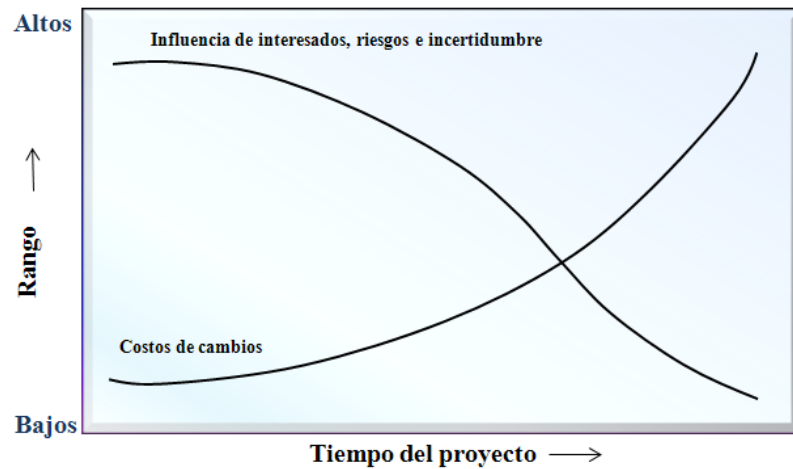 Altos
Influencia de interesados, riesgos e incertidumbre
Rango
Costos de cambios
Bajos
Tiempo del proyecto